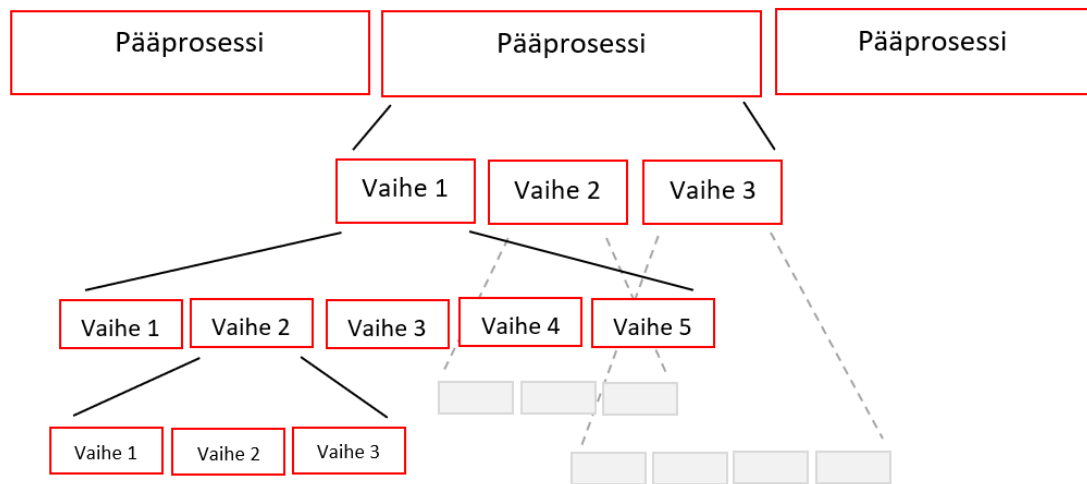 Pääprosessi
Pääprosessi
Pääprosessi
Vaihe 1
Vaihe 2
Vaihe 3
Vaihe 1
Vaihe 2
Vaihe 3
Vaihe 4
Vaihe 5
Vaihe 1
Vaihe 2
Vaihe 3